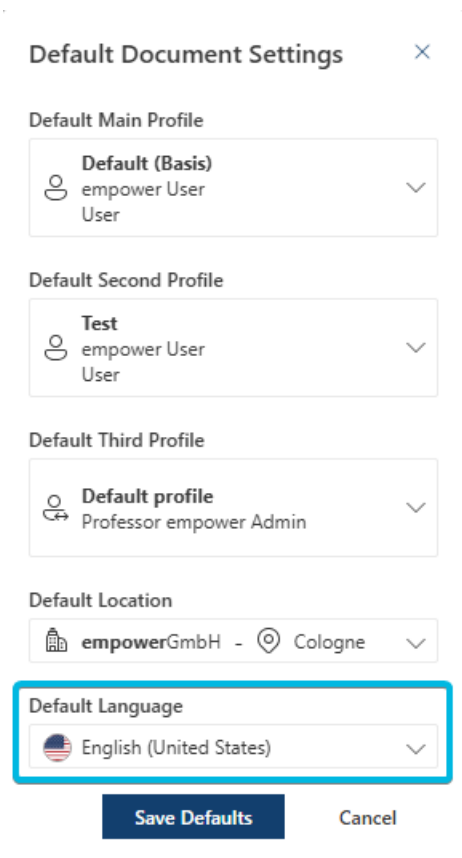 Default Document Settings
Default Main Profile
Default (Basis)
empower User
User
Default Second Profile
Test
empower User
User
Default Third Profile
Default profile
Professor empower Admin
Default Location
empowerGmbH - Cologne
Default Language
English (United States)
Save Defaults Cancel